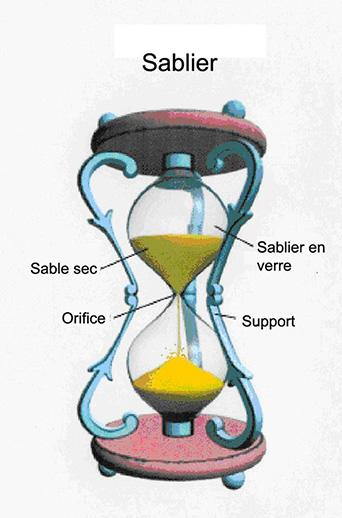 Sablier
Sablier en
verre
Sable sec
Orifice
Support